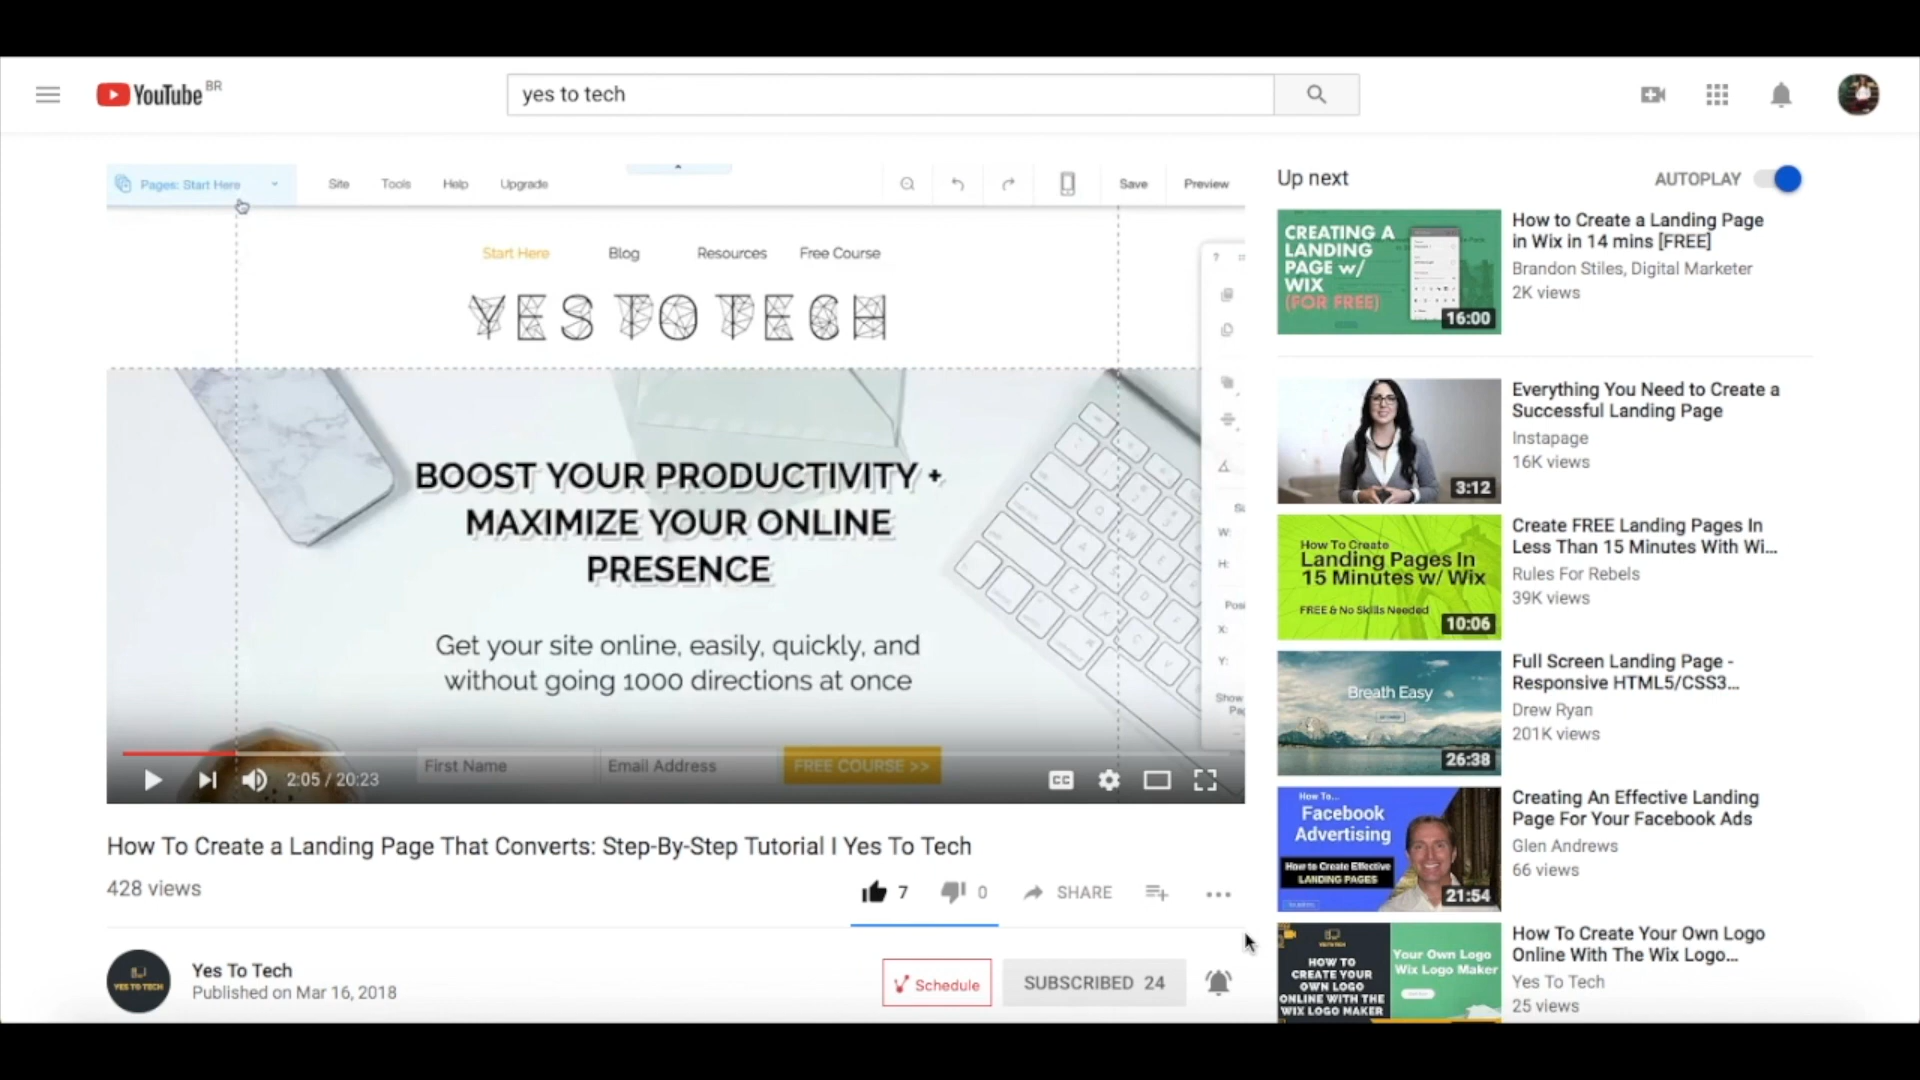 YouTube BR
yes to tech
Pages: Start Here
Site
Tools
Help
Upgrade
Save
Preview
Start Here
Blog
Resources
Free Course
YES TO TECH
BOOST YOUR PRODUCTIVITY +
MAXIMIZE YOUR ONLINE
PRESENCE
Get your site online, easily, quickly, and
without going 1000 directions at once
First Name
Email Address
FREE COURSE >>
W:
H:
X:
Y:
Show
2:05 / 20:23
CC
How To Create a Landing Page That Converts: Step-By-Step Tutorial I Yes To Tech
428 views
7
0
SHARE
YES TO TECH
Yes To Tech
Published on Mar 16, 2018
Schedule
SUBSCRIBED 24
Up next
AUTOPLAY
CREATING A
LANDING
PAGE w/
WIX
(FOR FREE)
16:00
How to Create a Landing Page
in Wix in 14 mins [FREE]
Brandon Stiles, Digital Marketer
2K views
3:12
Everything You Need to Create a
Successful Landing Page
Instapage
16K views
How To Create
Landing Pages In
15 Minutes w/ Wix
FREE & No Skills Needed
10:06
Create FREE Landing Pages In
Less Than 15 Minutes With Wi...
Rules For Rebels
39K views
Breath Easy
26:38
Full Screen Landing Page -
Responsive HTML5/CSS3...
Drew Ryan
201K views
How To...
Facebook
Advertising
How to Create Effective
LANDING PAGES
21:54
Creating An Effective Landing
Page For Your Facebook Ads
Glen Andrews
66 views
YES TO TECH
HOW TO
CREATE YOUR
OWN LOGO
ONLINE WITH THE
WIX LOGO MAKER
Your Own Logo
Wix Logo Maker
How To Create Your Own Logo
Online With The Wix Logo...
Yes To Tech
25 views